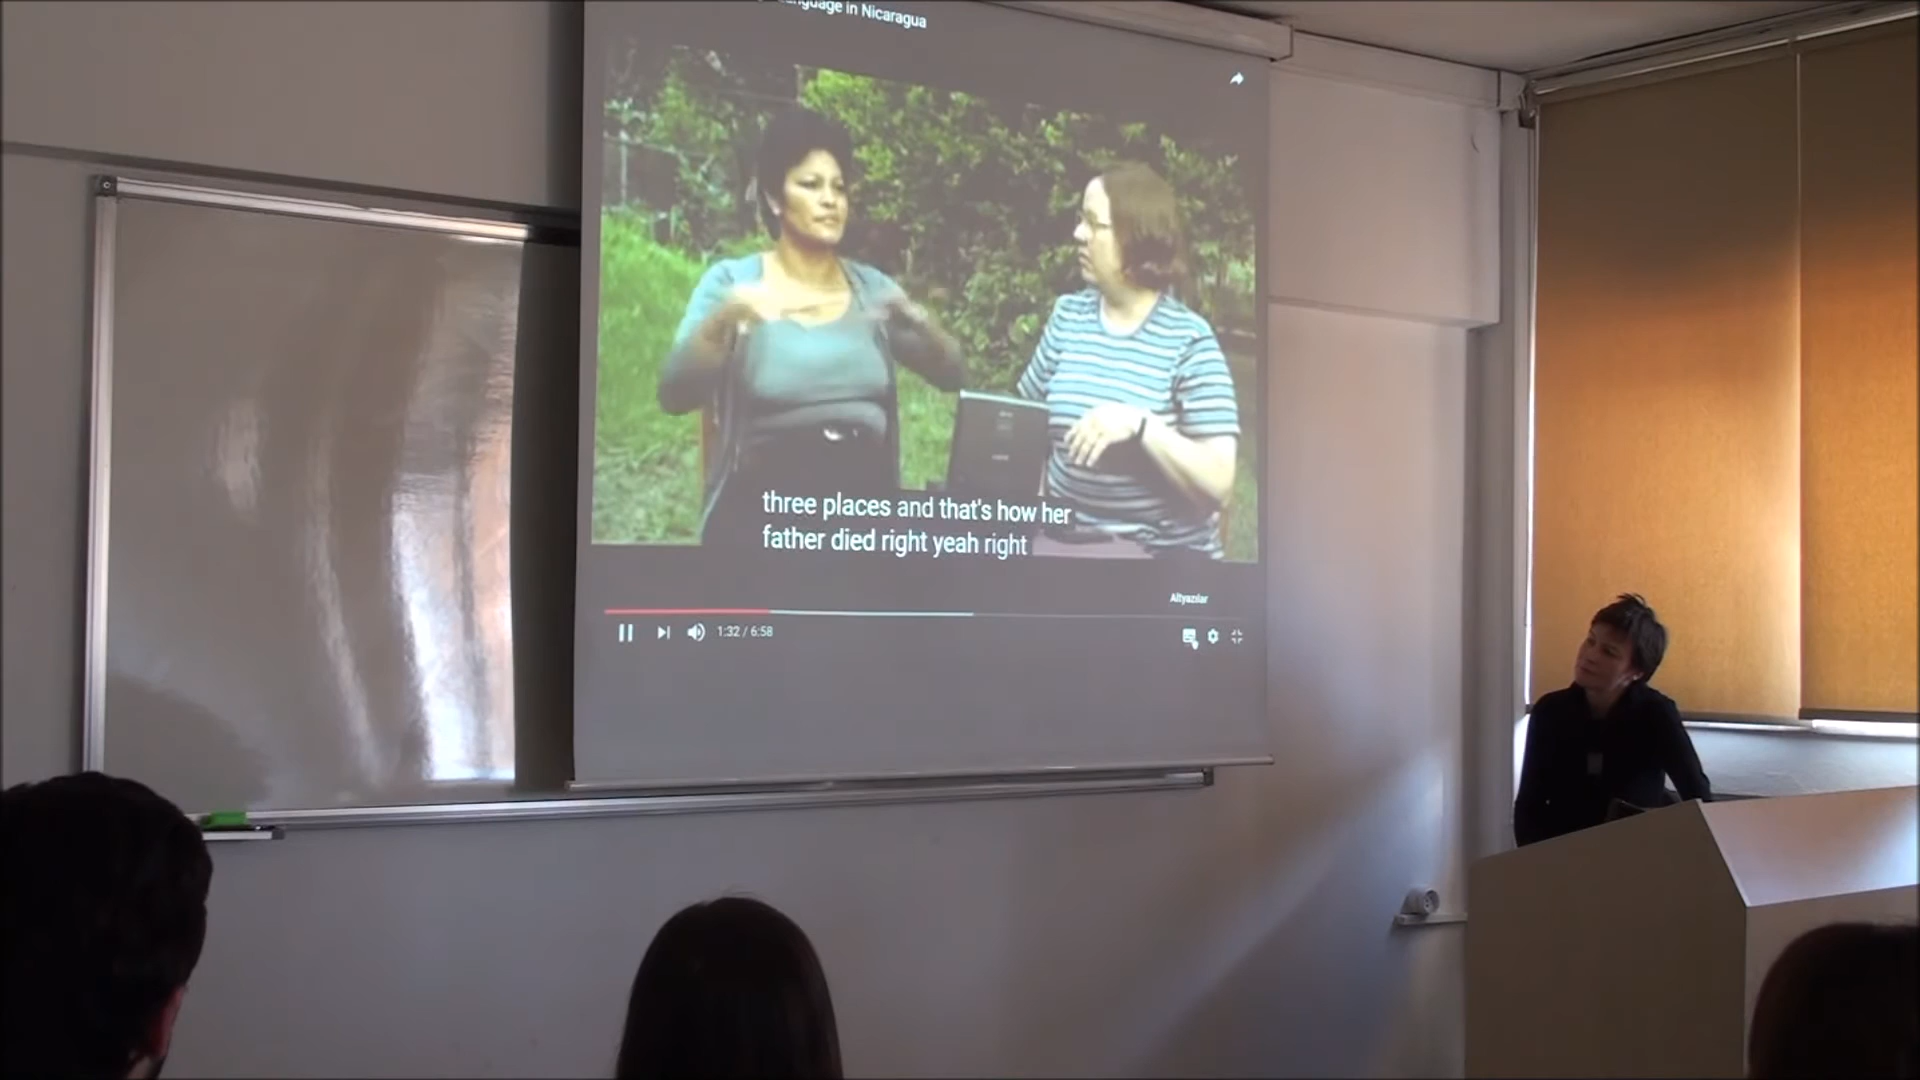 Language in Nicaragua
three places and that's how her
father died right yeah right
Altyazılar
1:32 / 6:58